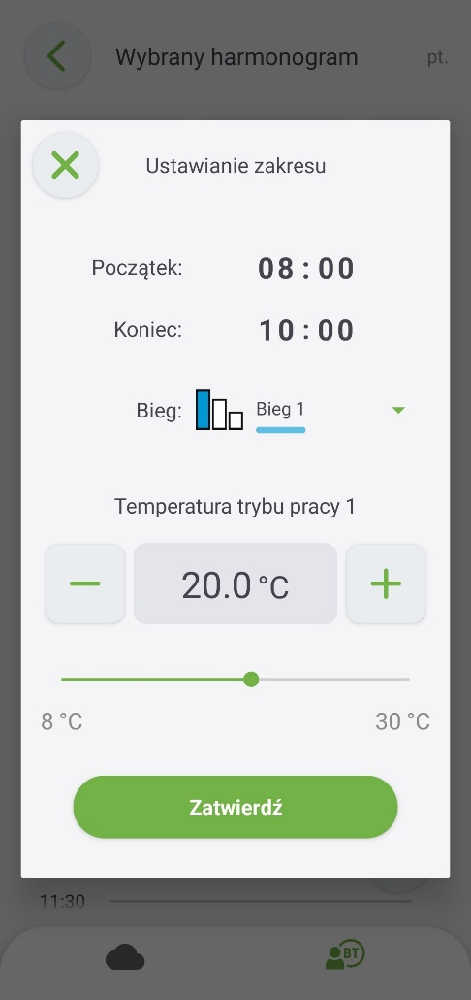 Wybrany harmonogram pt.
Ustawianie zakresu
Początek: 08 : 00
Koniec: 10 : 00
Bieg: Bieg 1
Temperatura trybu pracy 1
20.0 °C
8 °C 30 °C
Zatwierdź
11:30
BT